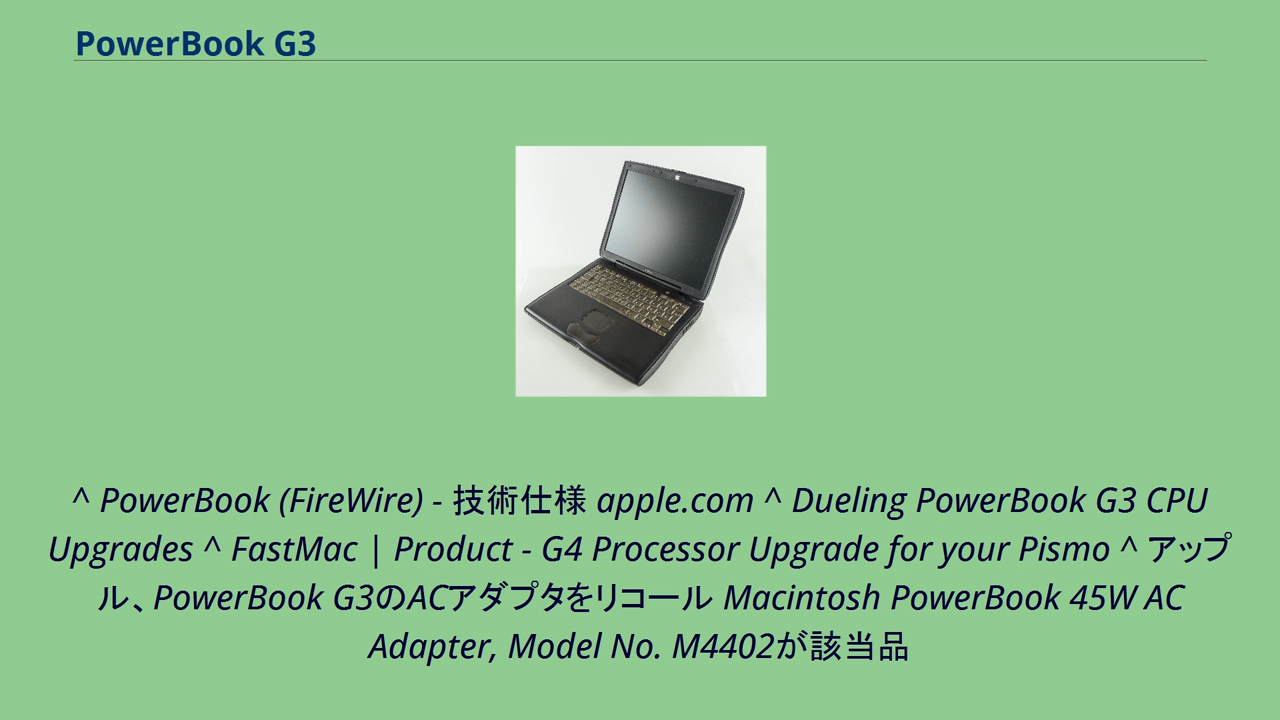 PowerBook G3
^ PowerBook (FireWire) - 技術仕様 apple.com ^ Dueling PowerBook G3 CPU
Upgrades ^ FastMac | Product - G4 Processor Upgrade for your Pismo ^ アップ
ル、PowerBook G3のACアダプタをリコール Macintosh PowerBook 45W AC
Adapter, Model No. M4402が該当品